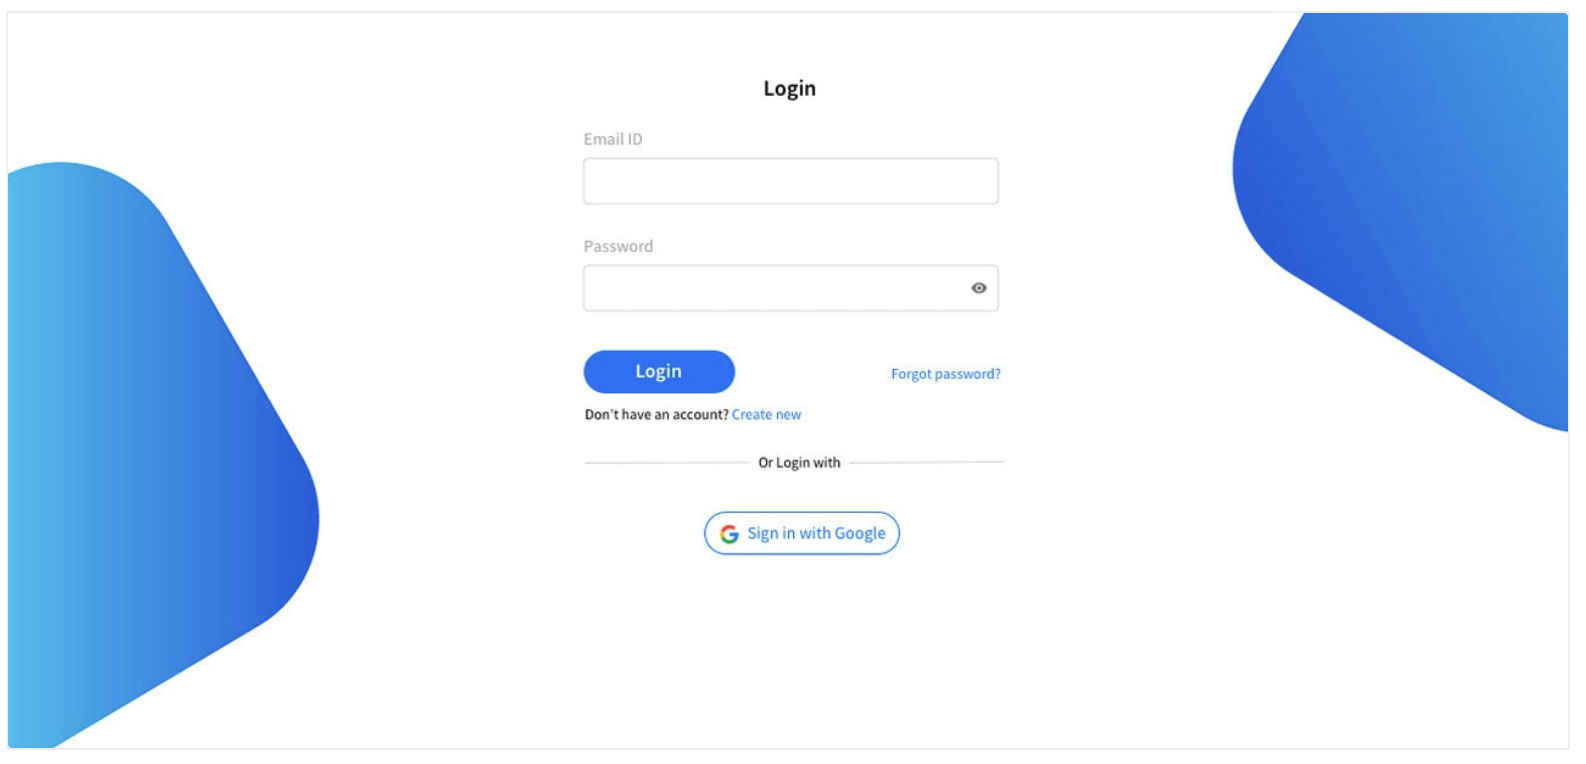 Login
Email ID
Password
Login
Forgot password?
Don't have an account? Create new
Or Login with
Sign in with Google